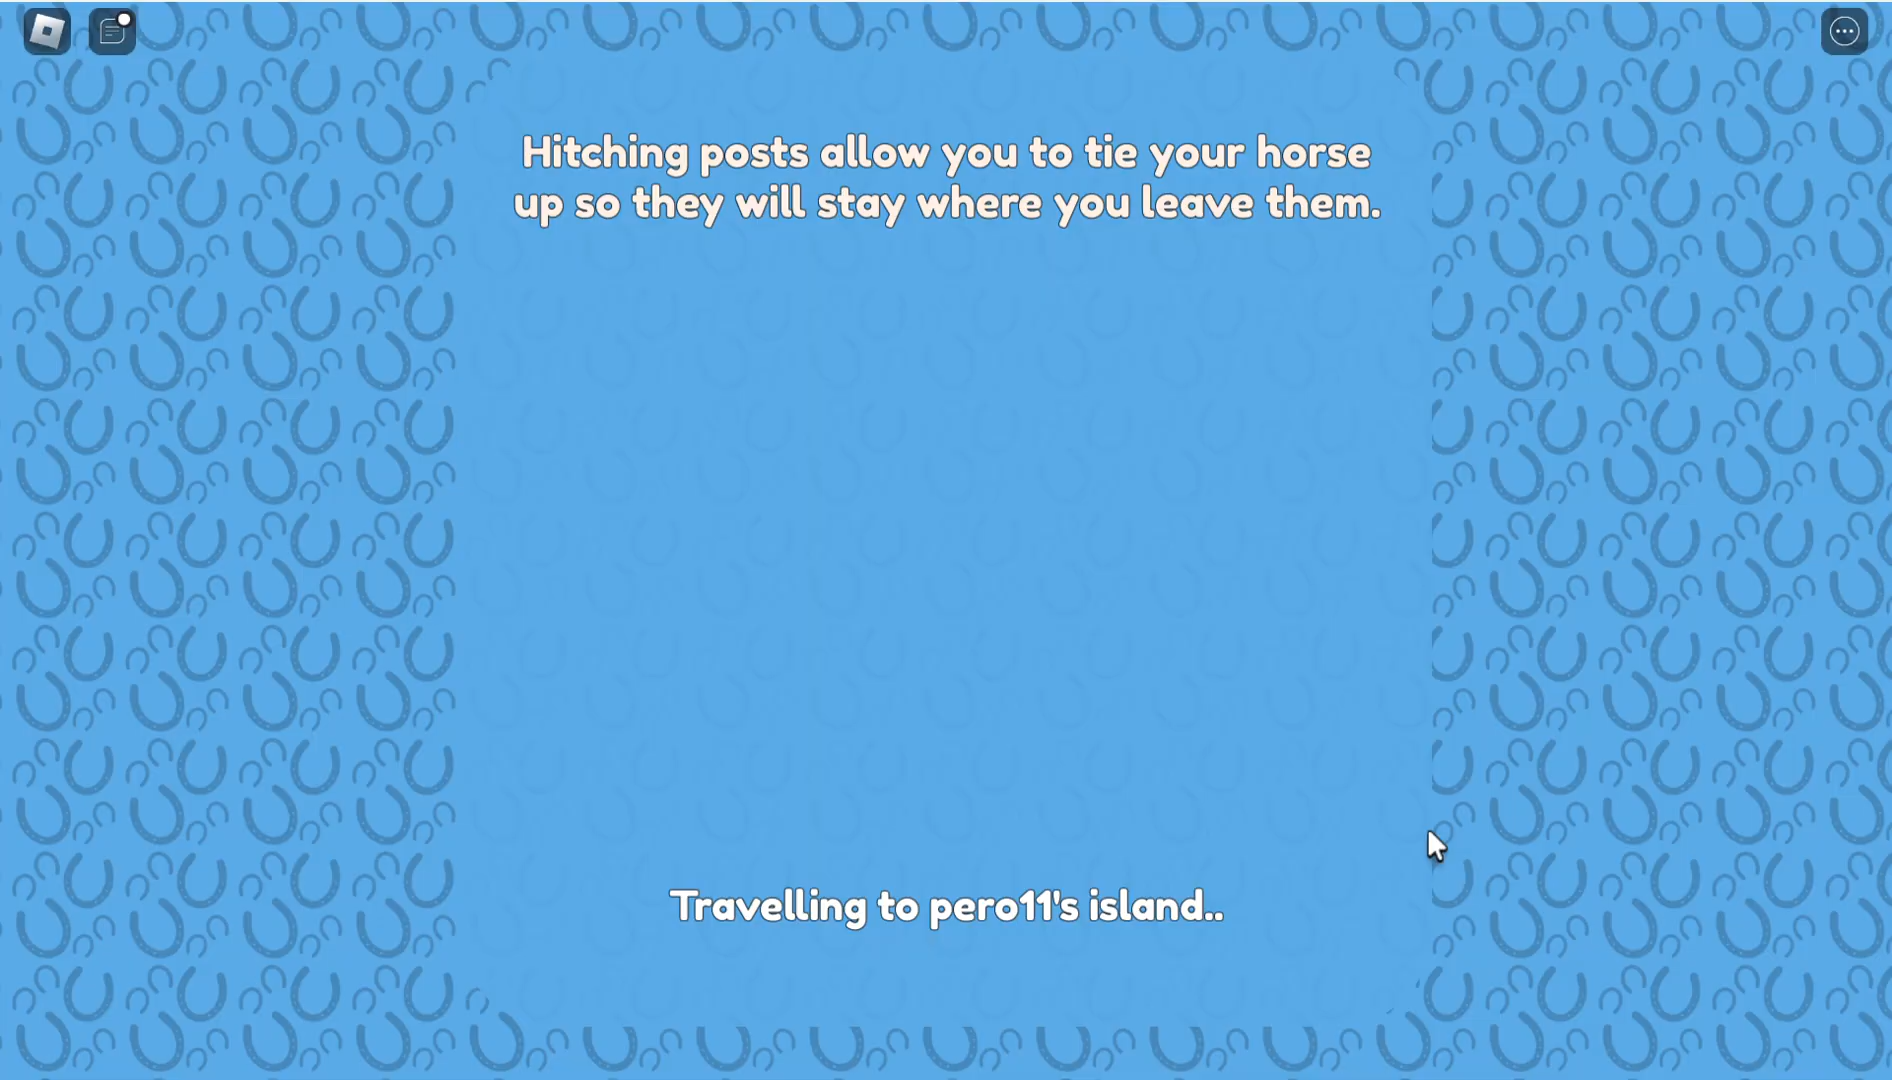 Hitching posts allow you to tie your horse
up so they will stay where you leave them.
Travelling to pero11's island..